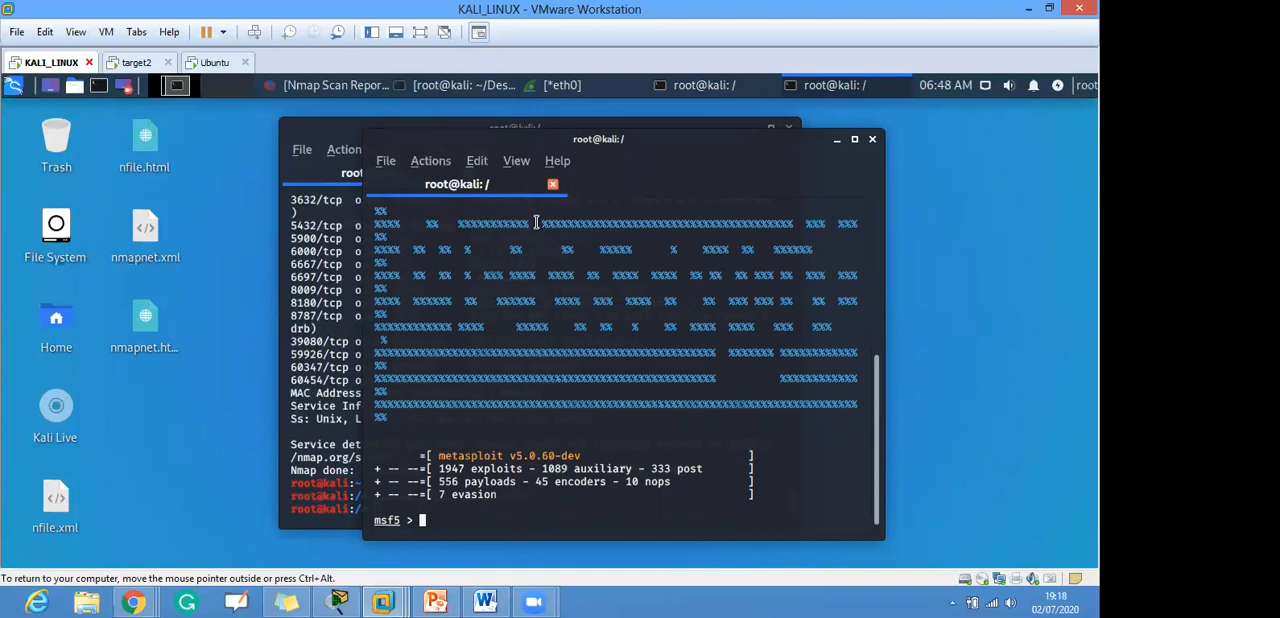 KALI_LINUX - VMware Workstation
File Edit View VM Tabs Help
KALI_LINUX target2 Ubuntu
[Nmap Scan Repor... [root@kali: ~/Des... [*eth0] root@kali: / root@kali: / 06:48 AM root
Trash
nfile.html
File System
nmapnet.xml
Home
nmapnet.ht...
Kali Live
nfile.xml
File Action
root
3632/tcp o
)
5432/tcp o
5900/tcp o
6000/tcp o
6667/tcp o
6697/tcp o
8009/tcp o
8180/tcp o
8787/tcp o
drb)
39080/tcp o
59926/tcp o
60347/tcp o
60454/tcp o
MAC Address
Service Inf
Ss: Unix, L
Service det
/nmap.org/s
Nmap done:
root@kali:~
root@kali:/
root@kali:/
root@kali: /
File Actions Edit View Help
root@kali: /
=[ metasploit v5.0.60-dev ]
+ -- --=[ 1947 exploits - 1089 auxiliary - 333 post ]
+ -- --=[ 556 payloads - 45 encoders - 10 nops ]
+ -- --=[ 7 evasion ]
msf5 >
To return to your computer, move the mouse pointer outside or press Ctrl+Alt.
19:18
02/07/2020